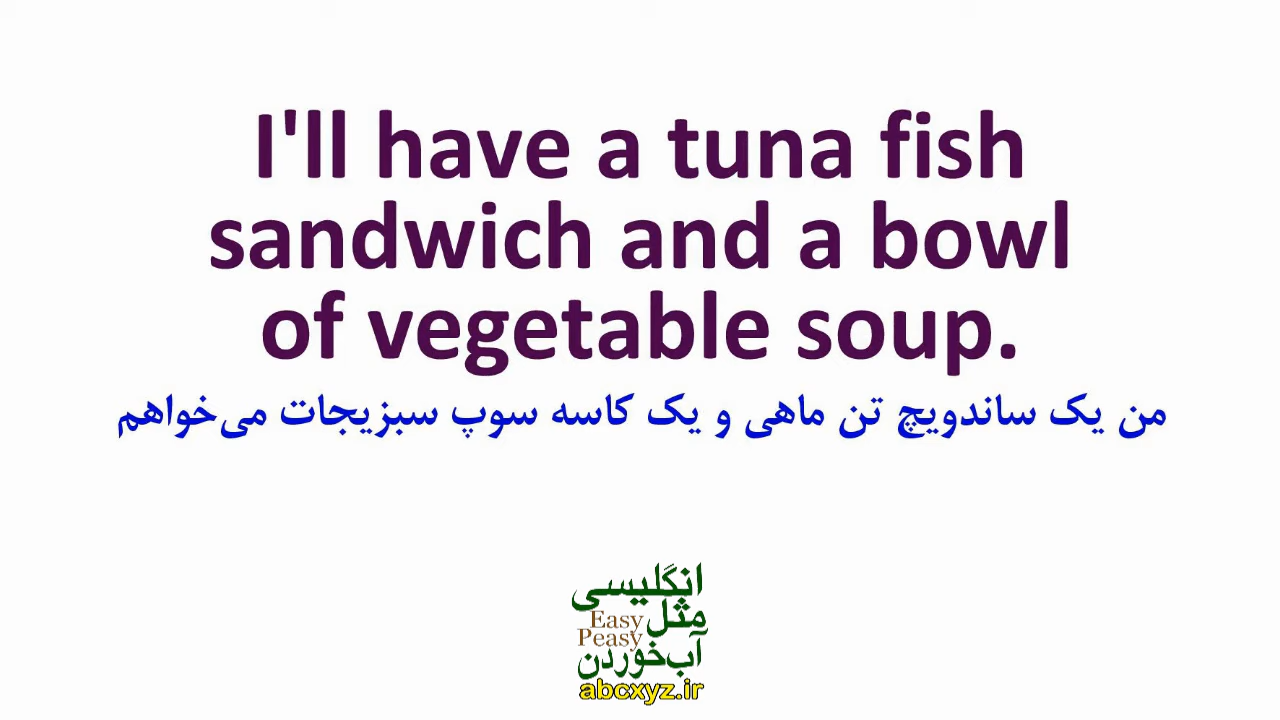 I'll have a tuna fish
sandwich and a bowl
of vegetable soup.
من یک ساندویچ تن ماهی و یک کاسه سوپ سبزیجات می‌خواهم
انگلیسی
مثل
Easy
Peasy
آب‌خوردن
abcxyz.ir